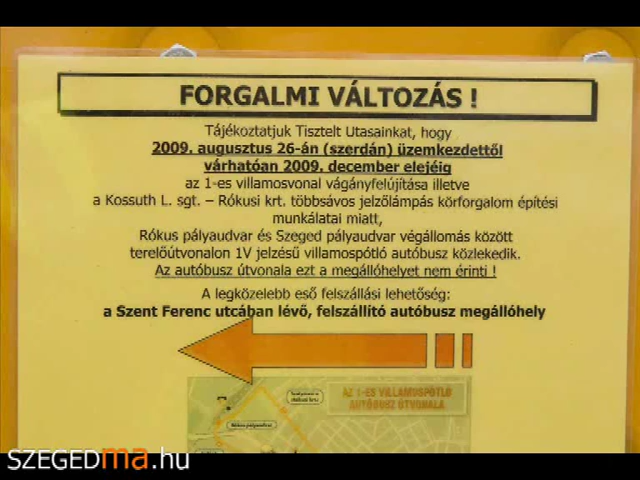 FORGALMI VÁLTOZÁS !
Tájékoztatjuk Tisztelt Utasainkat, hogy
2009. augusztus 26-án (szerdán) üzemkezdettől
várhatóan 2009. december elejéig
az 1-es villamosvonal vágányfelújítása illetve
a Kossuth L. sgt. – Rókusi krt. többsávos jelzőlámpás körforgalom építési
munkálatai miatt,
Rókus pályaudvar és Szeged pályaudvar végállomás között
terelőútvonalon 1V jelzésű villamospótló autóbusz közlekedik.
Az autóbusz útvonala ezt a megállóhelyet nem érinti !
A legközelebb eső felszállási lehetőség:
a Szent Ferenc utcában lévő, felszállító autóbusz megállóhely
AZ 1-ES VILLAMOSPÓTLÓ
AUTÓBUSZ ÚTVONALA
Rókus pályaudvar
SZEGEDma.hu